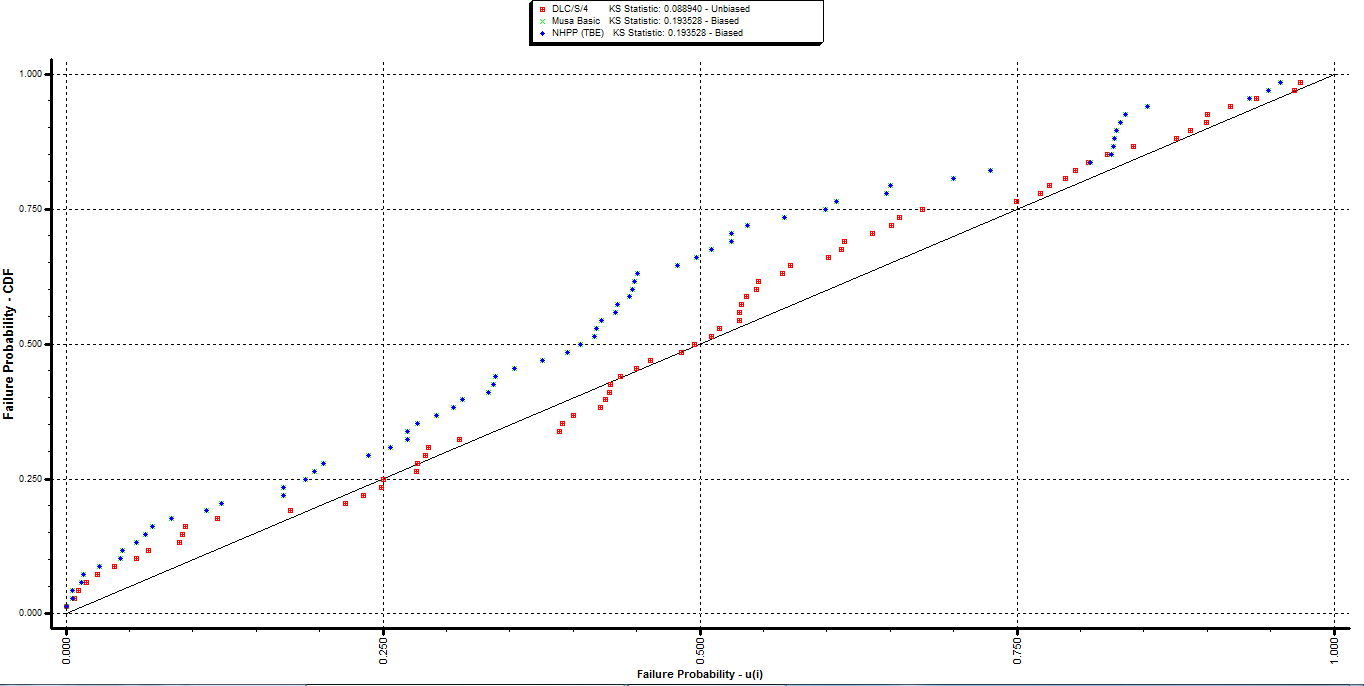 DLC/S/4 KS Statistic: 0.088940 - Unbiased
Musa Basic KS Statistic: 0.193528 - Biased
NHPP (TBE) KS Statistic: 0.193528 - Biased
1.000
0.750
0.500
0.250
0.000
Failure Probability - CDF
0.000
0.250
0.500
0.750
1.000
Failure Probability - u(i)